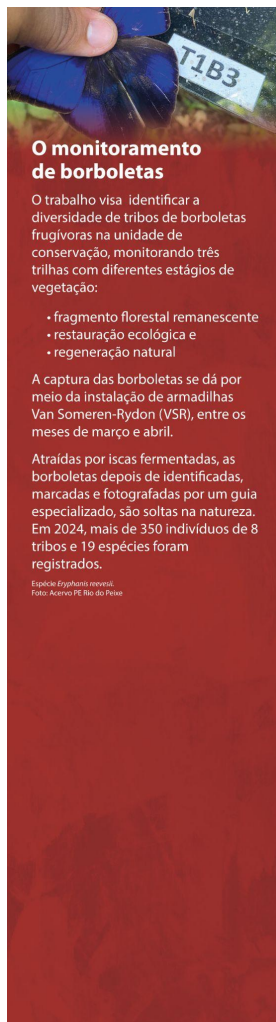 T1B3
O monitoramento
de borboletas
O trabalho visa identificar a
diversidade de tribos de borboletas
frugívoras na unidade de
conservação, monitorando três
trilhas com diferentes estágios de
vegetação:
• fragmento florestal remanescente
• restauração ecológica e
• regeneração natural
A captura das borboletas se dá por
meio da instalação de armadilhas
Van Someren-Rydon (VSR), entre os
meses de março e abril.
Atraídas por iscas fermentadas, as
borboletas depois de identificadas,
marcadas e fotografadas por um guia
especializado, são soltas na natureza.
Em 2024, mais de 350 indivíduos de 8
tribos e 19 espécies foram
registrados.
Espécie Eryphanis reevesii.
Foto: Acervo PE Rio do Peixe